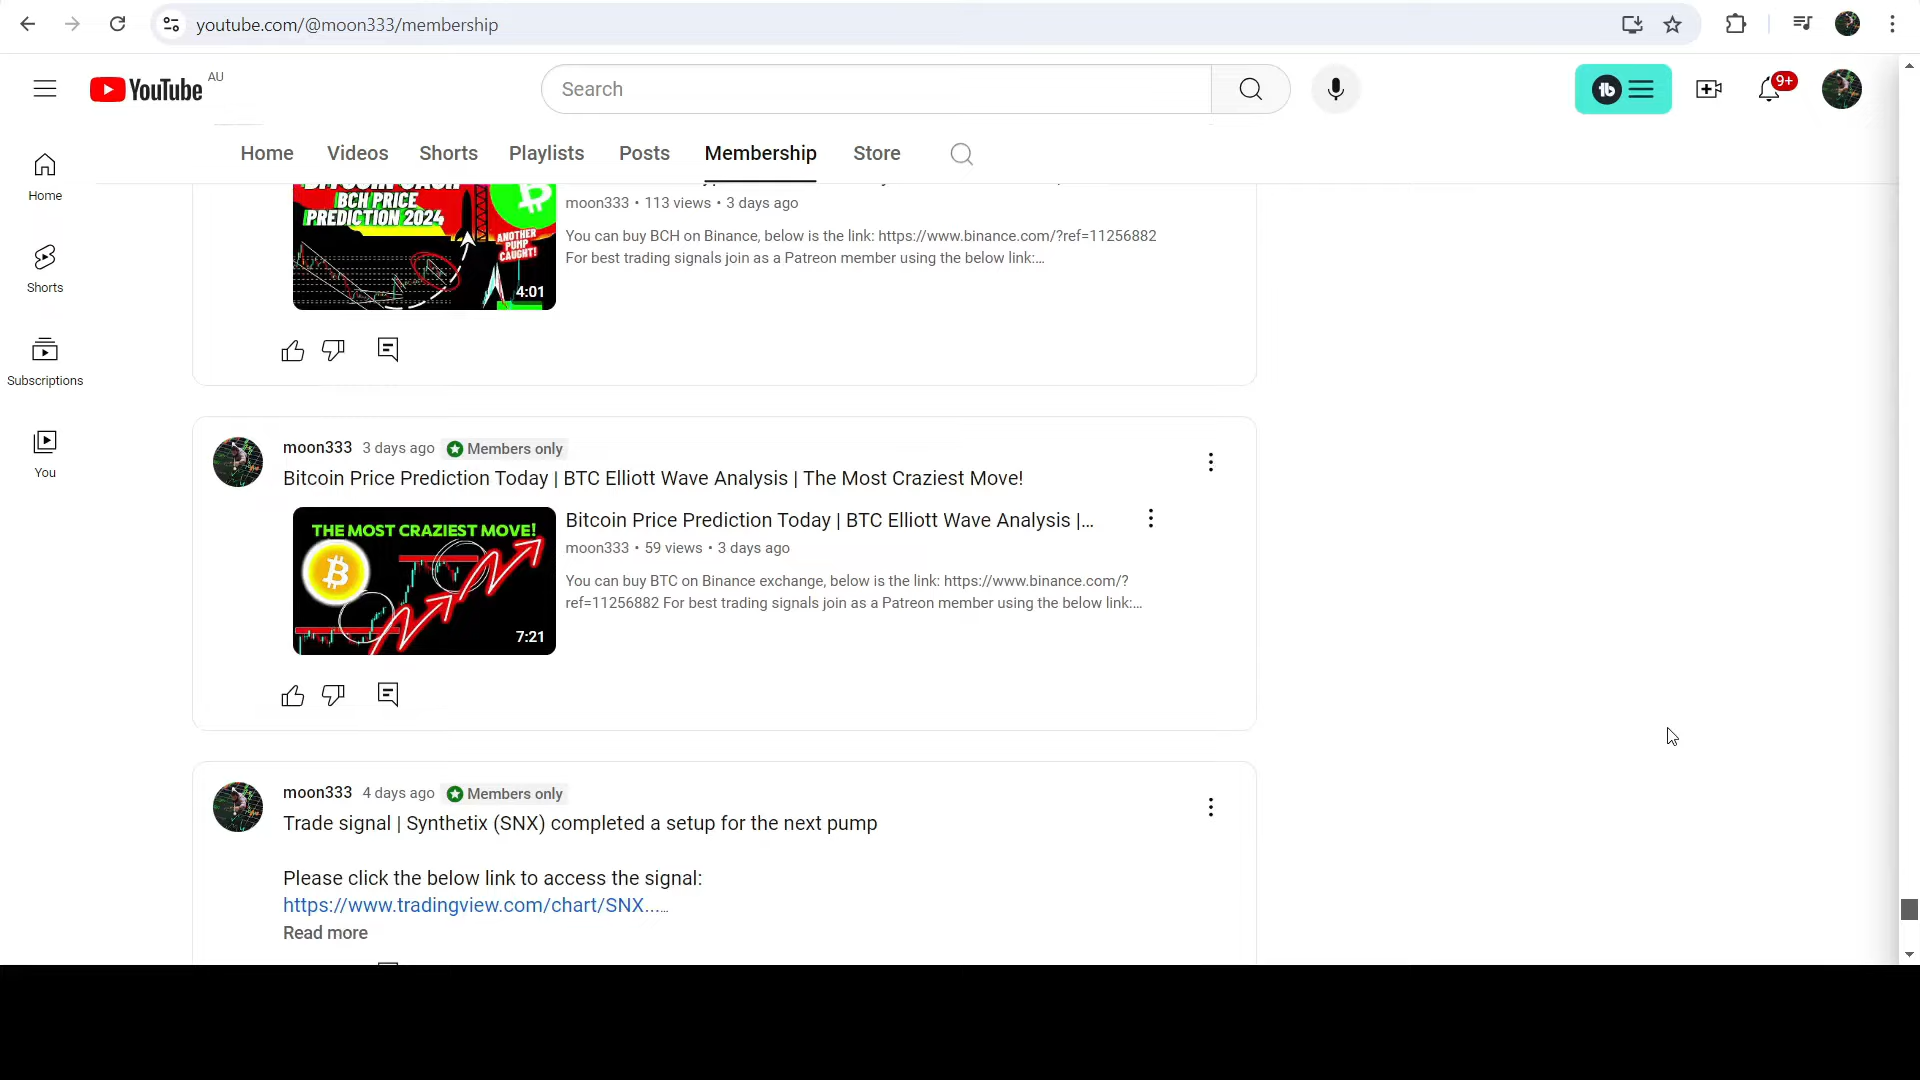 youtube.com/@moon333/membership
YouTube AU
Search
9+
Home Videos Shorts Playlists Posts Membership Store
Home
Shorts
Subscriptions
You
BCH PRICE
PREDICTION 2024
ANOTHER
PUMP
CAUGHT!
4:01
moon333 • 113 views • 3 days ago
You can buy BCH on Binance, below is the link: https://www.binance.com/?ref=11256882
For best trading signals join as a Patreon member using the below link:...
moon333 3 days ago Members only
Bitcoin Price Prediction Today | BTC Elliott Wave Analysis | The Most Craziest Move!
THE MOST CRAZIEST MOVE!
7:21
Bitcoin Price Prediction Today | BTC Elliott Wave Analysis |...
moon333 • 59 views • 3 days ago
You can buy BTC on Binance exchange, below is the link: https://www.binance.com/?
ref=11256882 For best trading signals join as a Patreon member using the below link:...
moon333 4 days ago Members only
Trade signal | Synthetix (SNX) completed a setup for the next pump
Please click the below link to access the signal:
https://www.tradingview.com/chart/SNX......
Read more